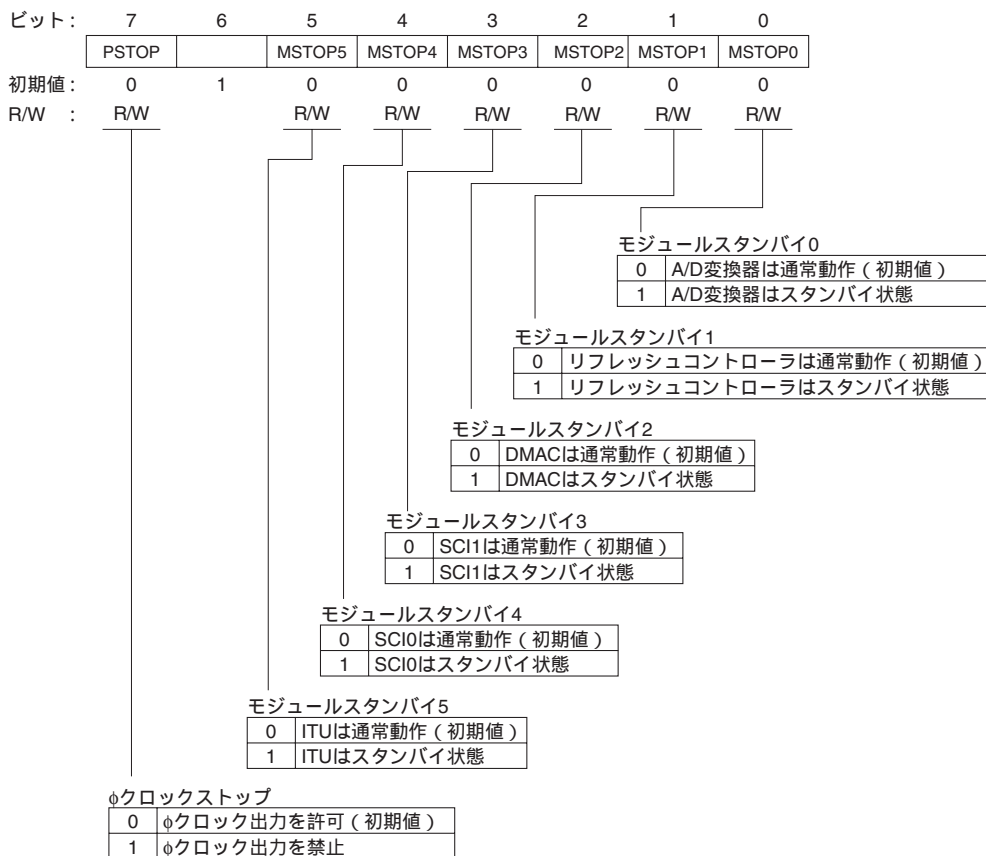 ビット： 7 6 5 4 3 2 1 0
PSTOP MSTOP5 MSTOP4 MSTOP3 MSTOP2 MSTOP1 MSTOP0
初期値： 0 1 0 0 0 0 0 0
R/W ： R/W R/W R/W R/W R/W R/W R/W
モジュールスタンバイ0
0 A/D変換器は通常動作（初期値）
1 A/D変換器はスタンバイ状態
モジュールスタンバイ1
0 リフレッシュコントローラは通常動作（初期値）
1 リフレッシュコントローラはスタンバイ状態
モジュールスタンバイ2
0 DMACは通常動作（初期値）
1 DMACはスタンバイ状態
モジュールスタンバイ3
0 SCI1は通常動作（初期値）
1 SCI1はスタンバイ状態
モジュールスタンバイ4
0 SCI0は通常動作（初期値）
1 SCI0はスタンバイ状態
モジュールスタンバイ5
0 ITUは通常動作（初期値）
1 ITUはスタンバイ状態
φクロックストップ
0 φクロック出力を許可（初期値）
1 φクロック出力を禁止